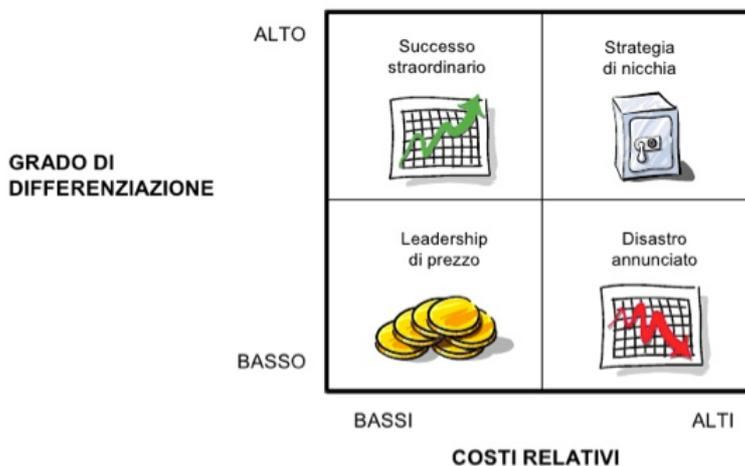 ALTO
Successo
straordinario
Strategia
di nicchia
GRADO DI
DIFFERENZIAZIONE
Leadership
di prezzo
Disastro
annunciato
BASSO
BASSI
ALTI
COSTI RELATIVI